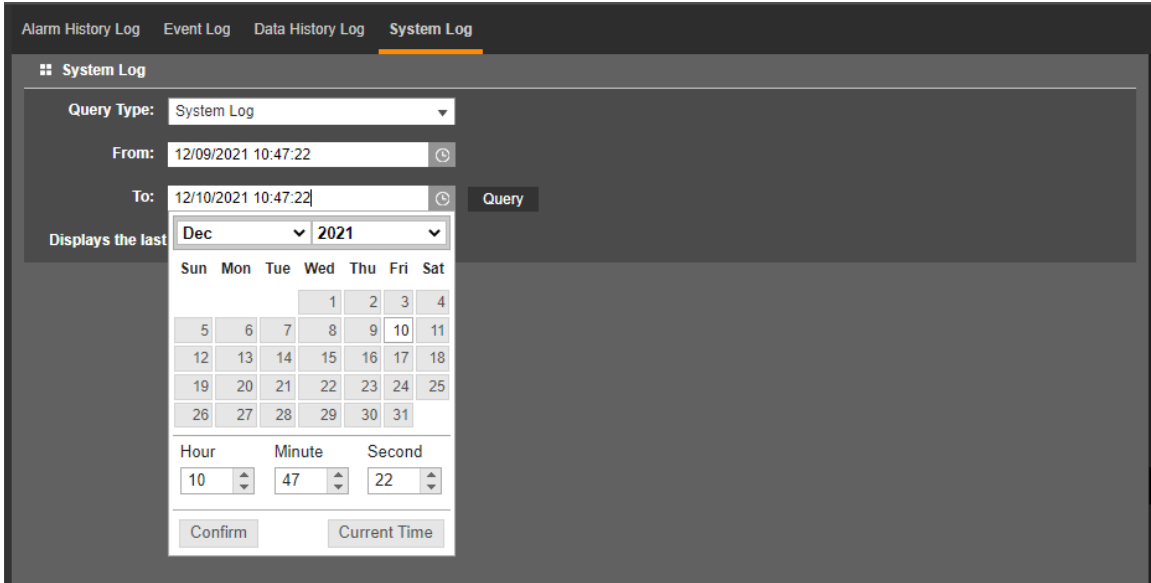 Alarm History Log Event Log Data History Log System Log
System Log
Query Type: System Log
From: 12/09/2021 10:47:22
To: 12/10/2021 10:47:22 Query
Displays the last
Dec 2021
Sun Mon Tue Wed Thu Fri Sat
1 2 3 4
5 6 7 8 9 10 11
12 13 14 15 16 17 18
19 20 21 22 23 24 25
26 27 28 29 30 31
Hour Minute Second
10 47 22
Confirm Current Time